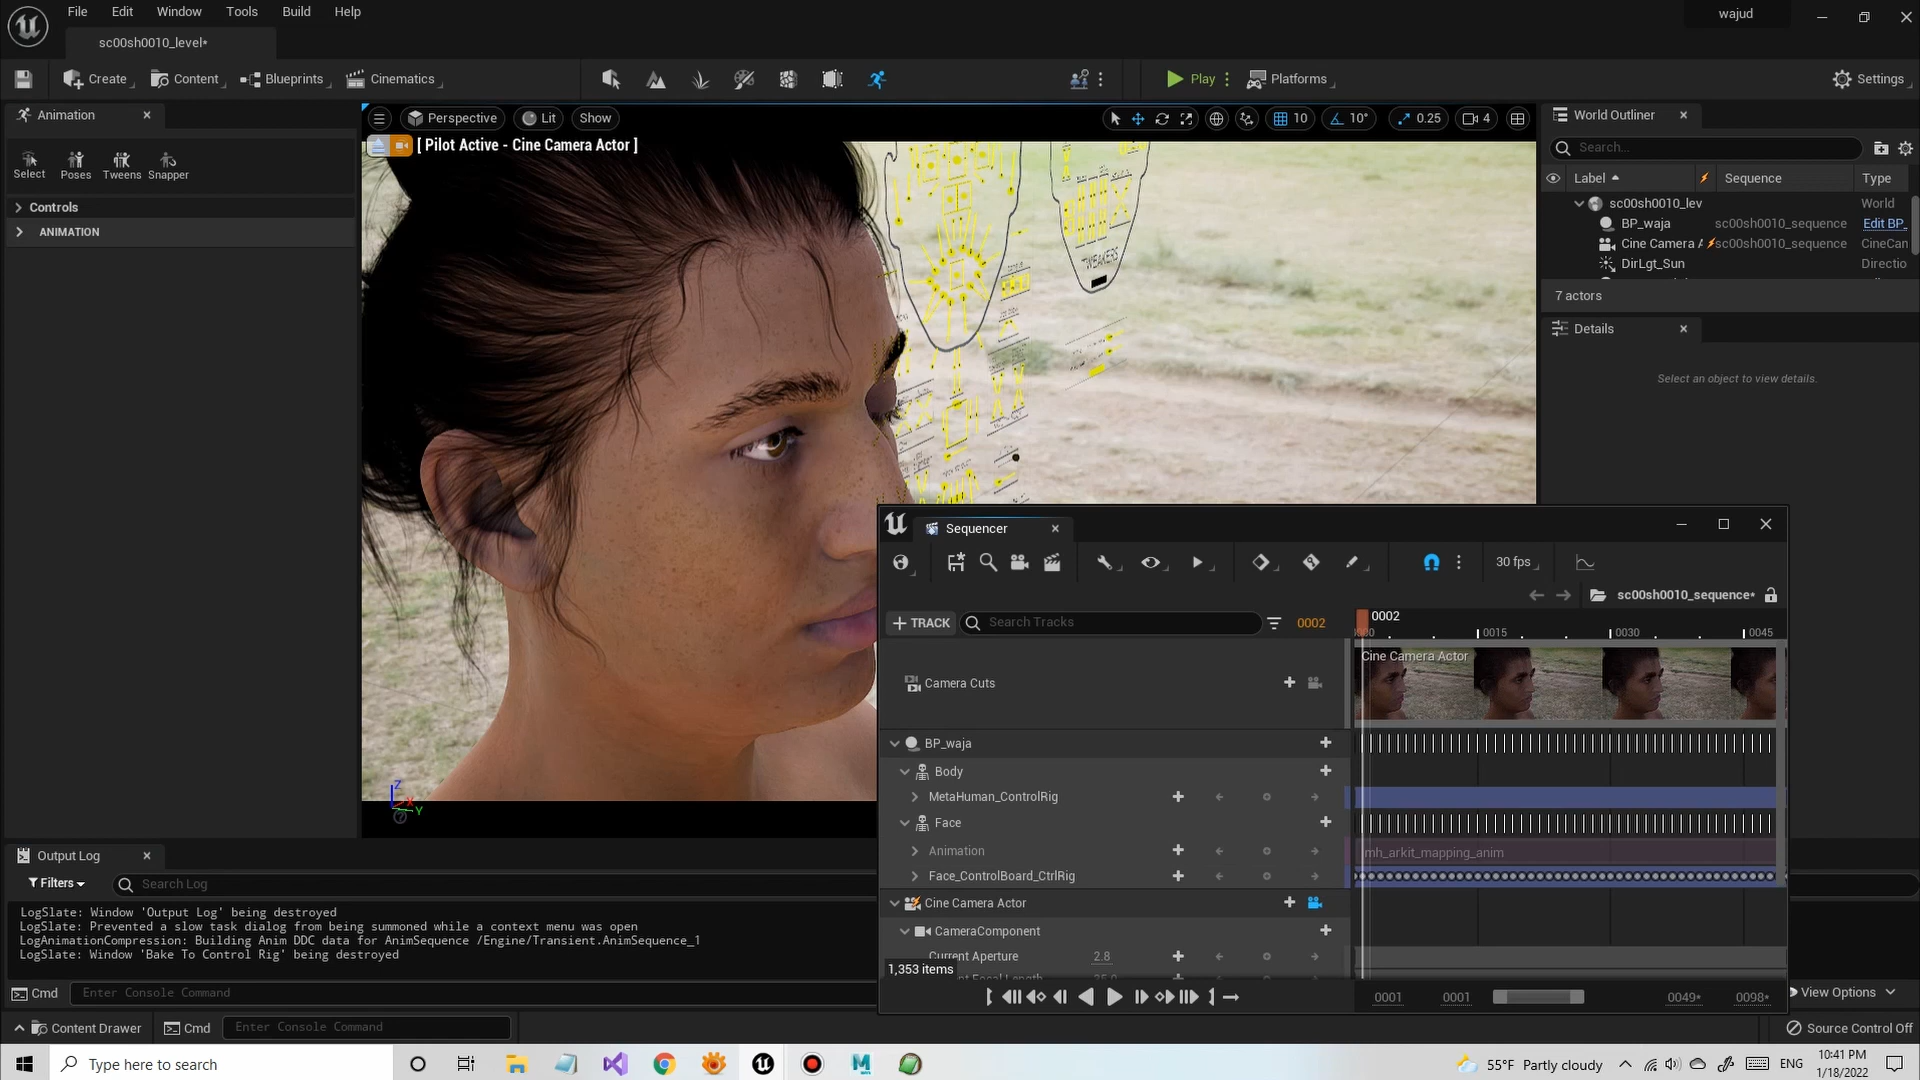 File Edit Window Tools Build Help
wajud
sc00sh0010_level*
Create Content Blueprints Cinematics
Play Platforms Settings
Animation
Select Poses Tweens Snapper
Controls
ANIMATION
Perspective Lit Show
10 10° 0.25 4
[ Pilot Active - Cine Camera Actor ]
TWEAKERS
Z X Y
World Outliner
Search...
Label Sequence Type
sc00sh0010_lev World
BP_waja sc00sh0010_sequence Edit BP_
Cine Camera A sc00sh0010_sequence CineCan
DirLgt_Sun Directio
7 actors
Details
Select an object to view details.
Sequencer
30 fps
sc00sh0010_sequence*
TRACK Search Tracks 0002
0002
0015 0030 0045
Camera Cuts
Cine Camera Actor
BP_waja
Body
MetaHuman_ControlRig
Face
Animation
mh_arkit_mapping_anim
Face_ControlBoard_CtrlRig
Cine Camera Actor
CameraComponent
Current Aperture 2.8
1,353 items
0001 0001 0049* 0098*
Output Log
Filters Search Log
LogSlate: Window 'Output Log' being destroyed
LogSlate: Prevented a slow task dialog from being summoned while a context menu was open
LogAnimationCompression: Building Anim DDC data for AnimSequence /Engine/Transient.AnimSequence_1
LogSlate: Window 'Bake To Control Rig' being destroyed
Cmd Enter Console Command
View Options
Content Drawer Cmd Enter Console Command
Source Control Off
Type here to search
55°F Partly cloudy ENG
10:41 PM
1/18/2022